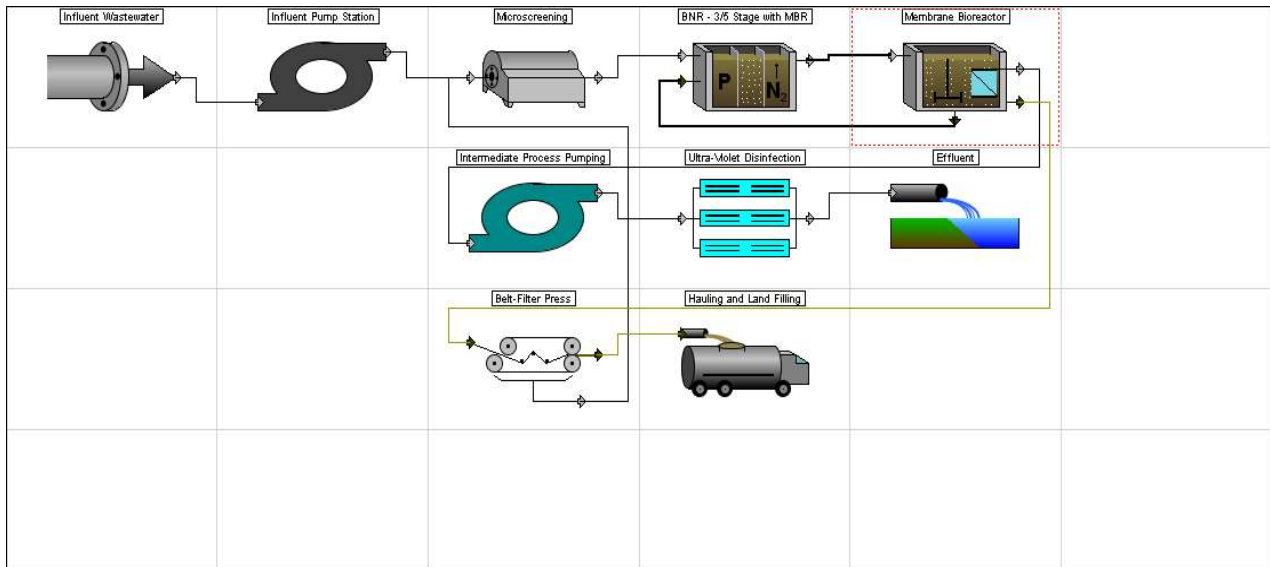 Influent Wastewater
Influent Pump Station
Microscreening
BNR - 3/5 Stage with MBR
Membrane Bioreactor
P
N2
Intermediate Process Pumping
Ultra-Violet Disinfection
Effluent
Belt-Filter Press
Hauling and Land Filling